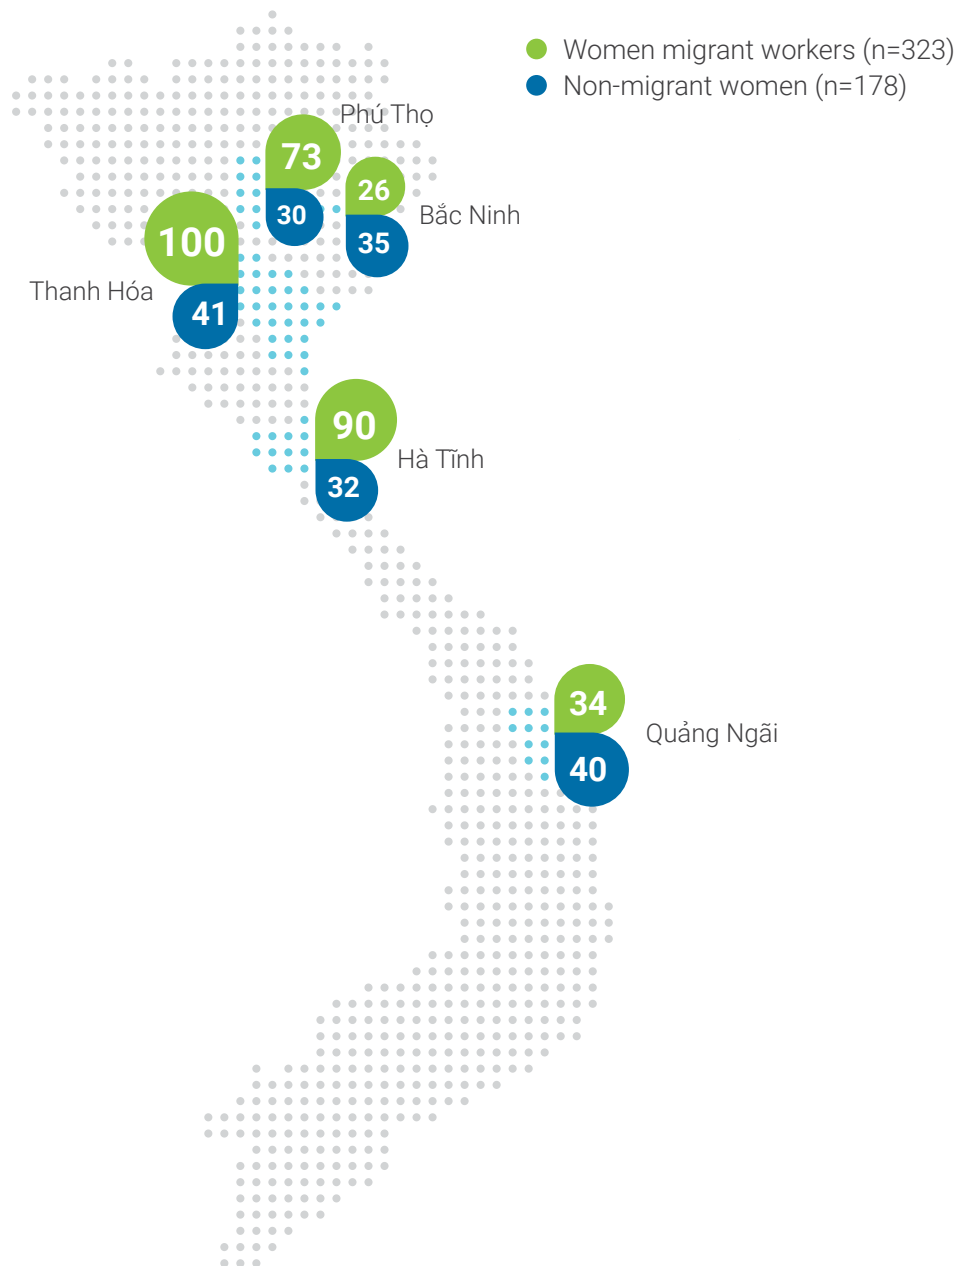 Women migrant workers (n=323)
Non-migrant women (n=178)
Phú Thọ
73
30
26
35
Bắc Ninh
100
41
Thanh Hóa
90
32
Hà Tĩnh
34
40
Quảng Ngãi